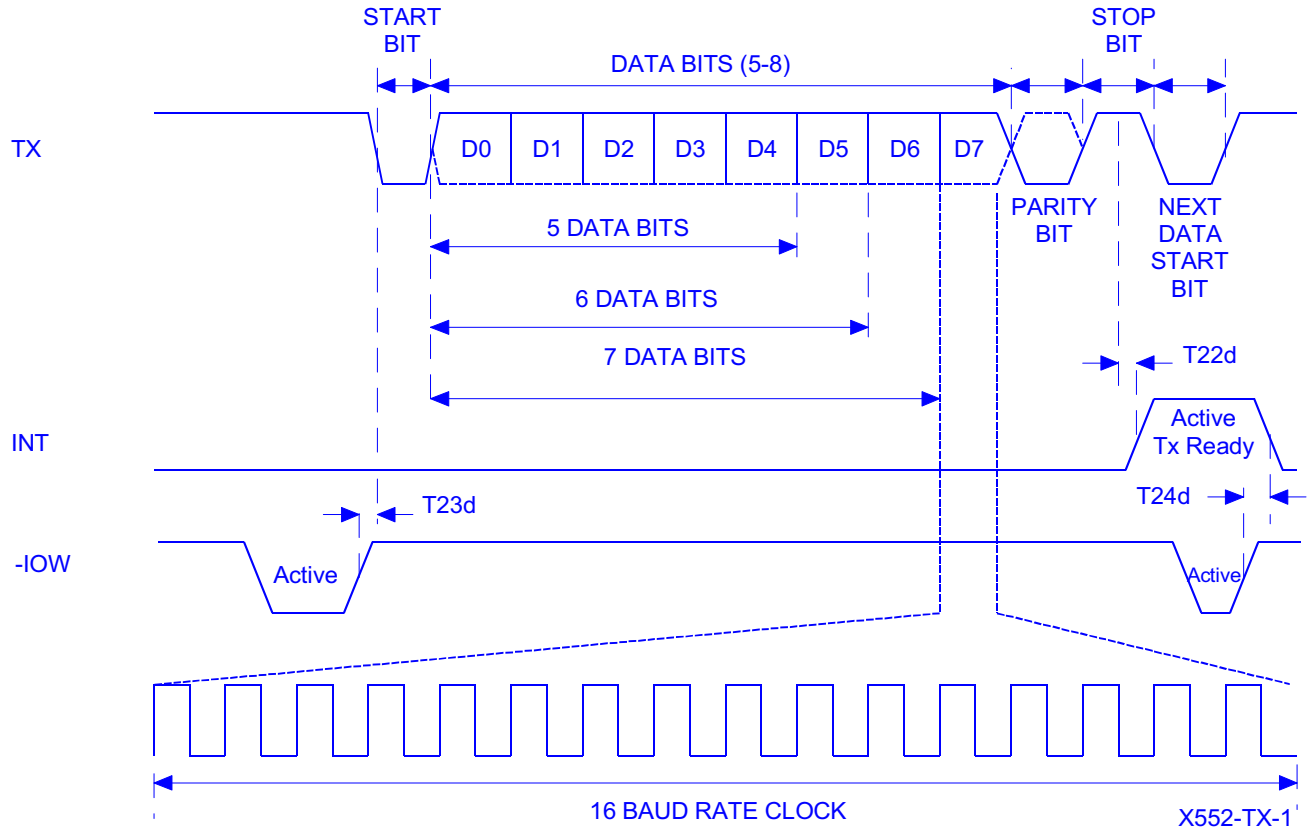 START
BIT
DATA BITS (5-8)
STOP
BIT
TX
D0
D1
D2
D3
D4
D5
D6
D7
PARITY
BIT
NEXT
DATA
START
BIT
5 DATA BITS
6 DATA BITS
7 DATA BITS
T22d
INT
Active
Tx Ready
T23d
T24d
-IOW
Active
Active
16 BAUD RATE CLOCK
X552-TX-1